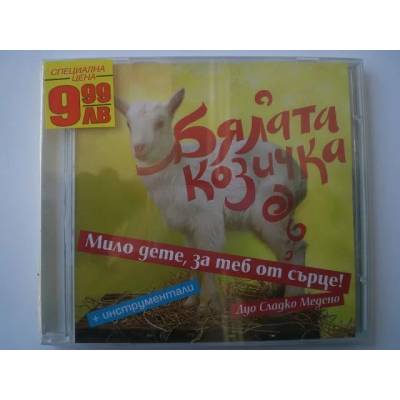 СПЕЦИАЛНА
ЦЕНА
9 99
ЛВ
Бялата
козичка
Мило дете, за теб от сърце!
+ инструментали
Дуо Сладко Медено